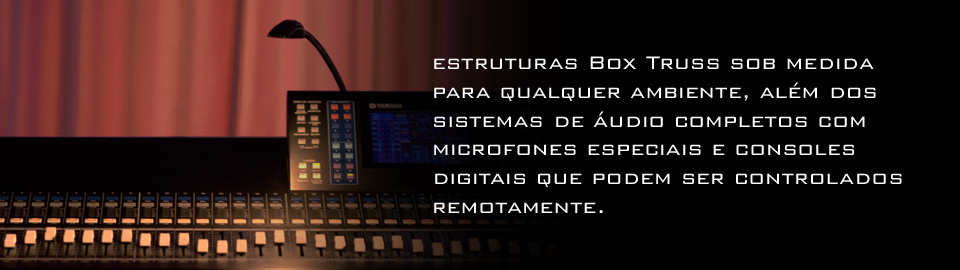 YAMAHA
estruturas Box Truss sob medida
para qualquer ambiente, além dos
sistemas de áudio completos com
microfones especiais e consoles
digitais que podem ser controlados
remotamente.